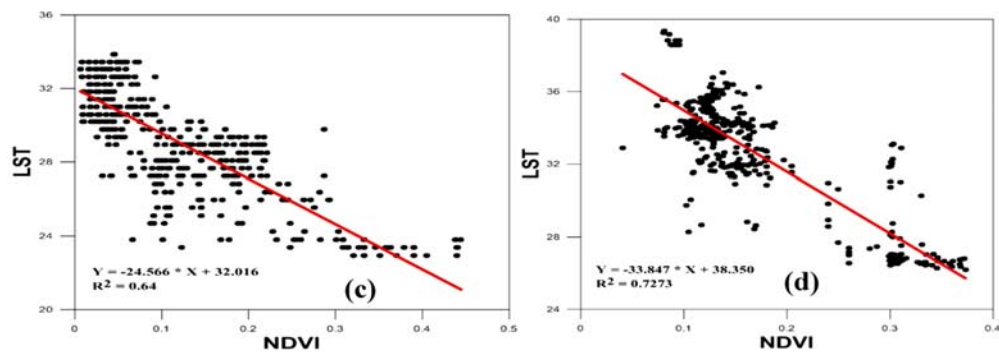 36
32
28
24
20
LST
0
0.1
0.2
0.3
0.4
0.5
NDVI
Y = -24.566 * X + 32.016
R² = 0.64
(c)
40
36
32
28
24
LST
0
0.1
0.2
0.3
0.4
NDVI
Y = -33.847 * X + 38.350
R² = 0.7273
(d)